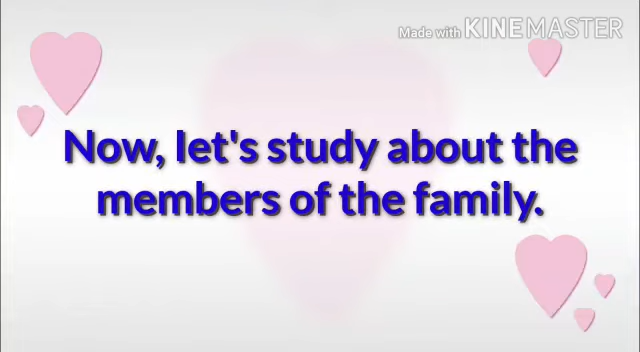 Made with KINEMASTER
Now, let's study about the
members of the family.